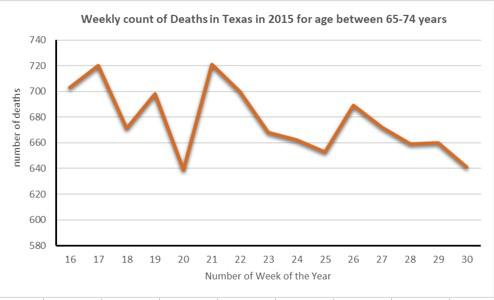 Weekly count of Deaths in Texas in 2015 for age between 65-74 years
740
720
700
680
660
640
620
600
580
number of deaths
16 17 18 19 20 21 22 23 24 25 26 27 28 29 30
Number of Week of the Year